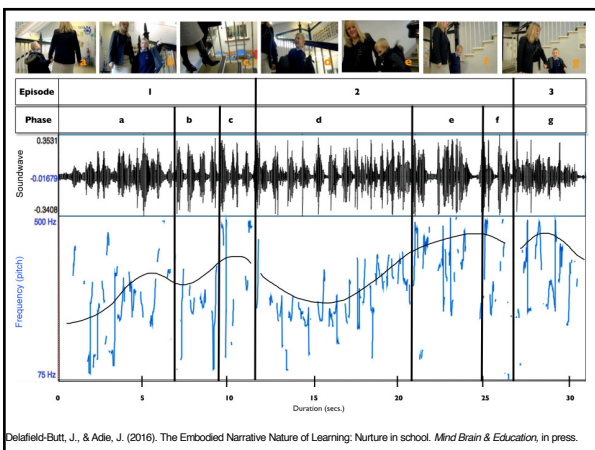 a b c d e f g
Episode 1 2 3
Phase a b c d e f g
Soundwave
0.3531
-0.01679
-0.3408
Frequency (pitch)
500 Hz
75 Hz
0 5 10 15 20 25 30
Duration (secs.)
Delafield-Butt, J., & Adie, J. (2016). The Embodied Narrative Nature of Learning: Nurture in school. Mind Brain & Education, in press.